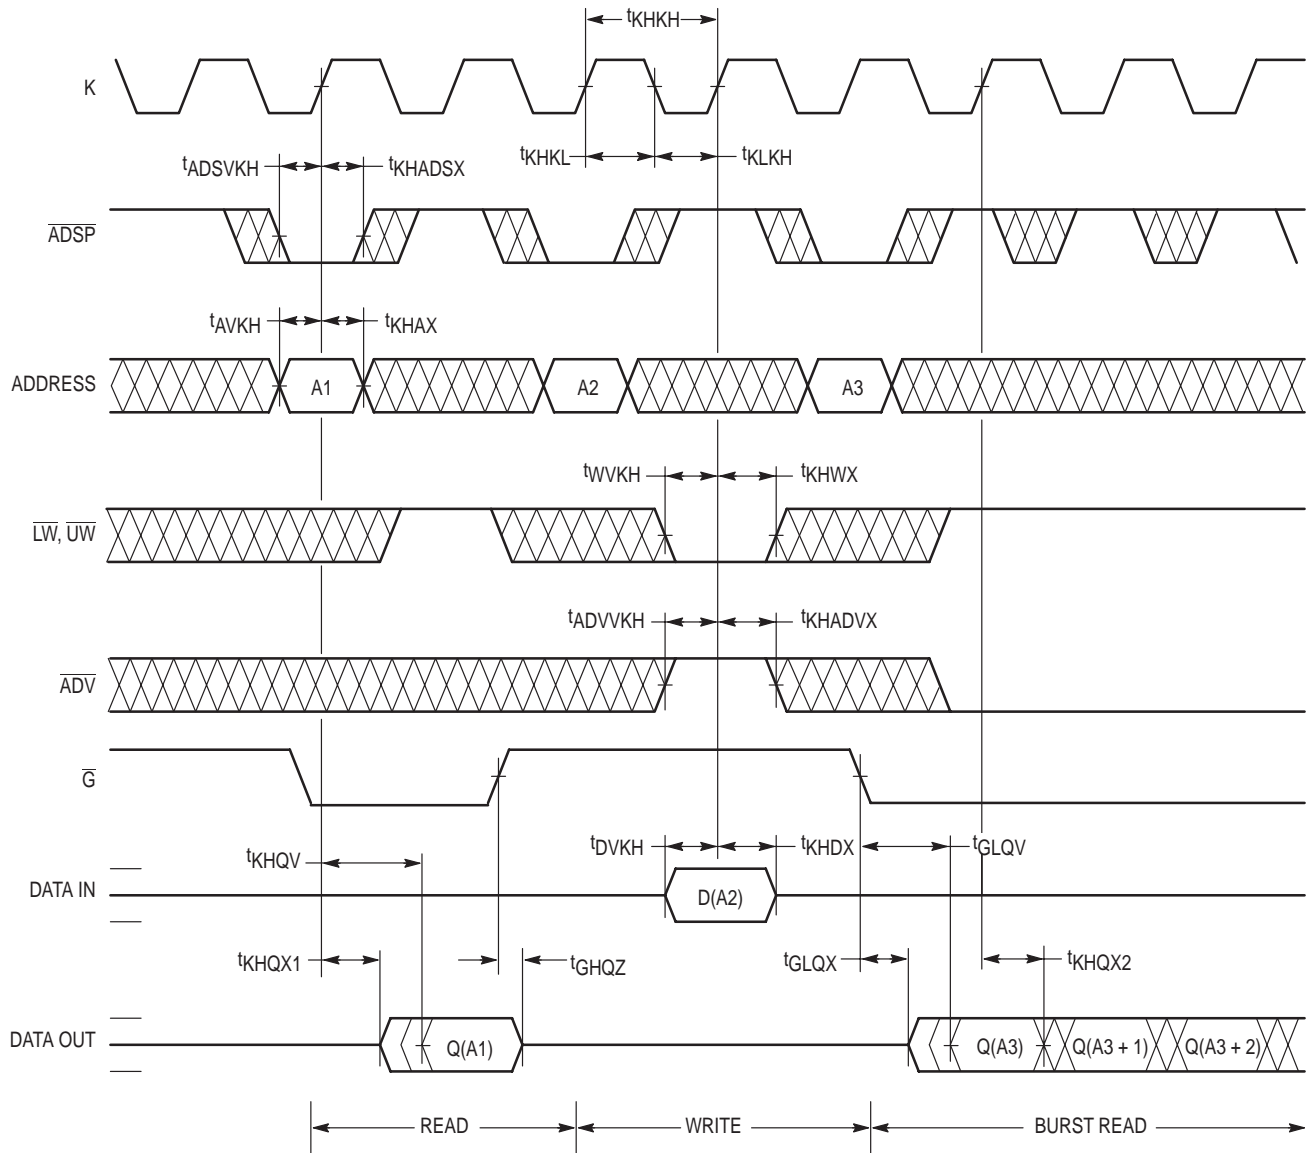 tKHKH
K
tADSVKH tKHADSX tKHKL tKLKH
ADSP
tAVKH tKHAX
ADDRESS A1 A2 A3
tWVKH tKHWX
LW, UW
tADVVKH tKHADVX
ADV
G
tKHQV tDVKH tKHDX tGLQV
DATA IN D(A2)
tKHQX1 tGHQZ tGLQX tKHQX2
DATA OUT Q(A1) Q(A3) Q(A3 + 1) Q(A3 + 2)
READ WRITE BURST READ